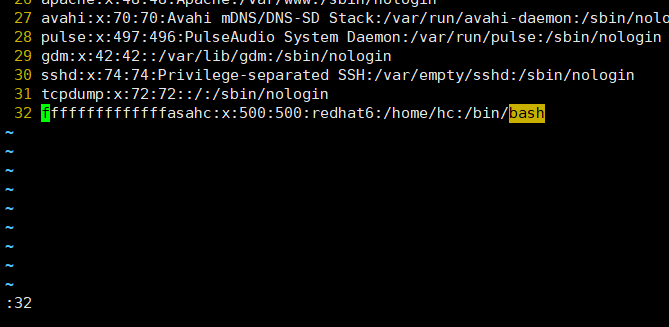 26 apache:x:48:48:Apache:/var/www:/sbin/nologin
27 avahi:x:70:70:Avahi mDNS/DNS-SD Stack:/var/run/avahi-daemon:/sbin/nolo
28 pulse:x:497:496:PulseAudio System Daemon:/var/run/pulse:/sbin/nologin
29 gdm:x:42:42::/var/lib/gdm:/sbin/nologin
30 sshd:x:74:74:Privilege-separated SSH:/var/empty/sshd:/sbin/nologin
31 tcpdump:x:72:72::/:/sbin/nologin
32 ffffffffffffffasahc:x:500:500:redhat6:/home/hc:/bin/bash
~
~
~
~
~
~
~
~
~
:32